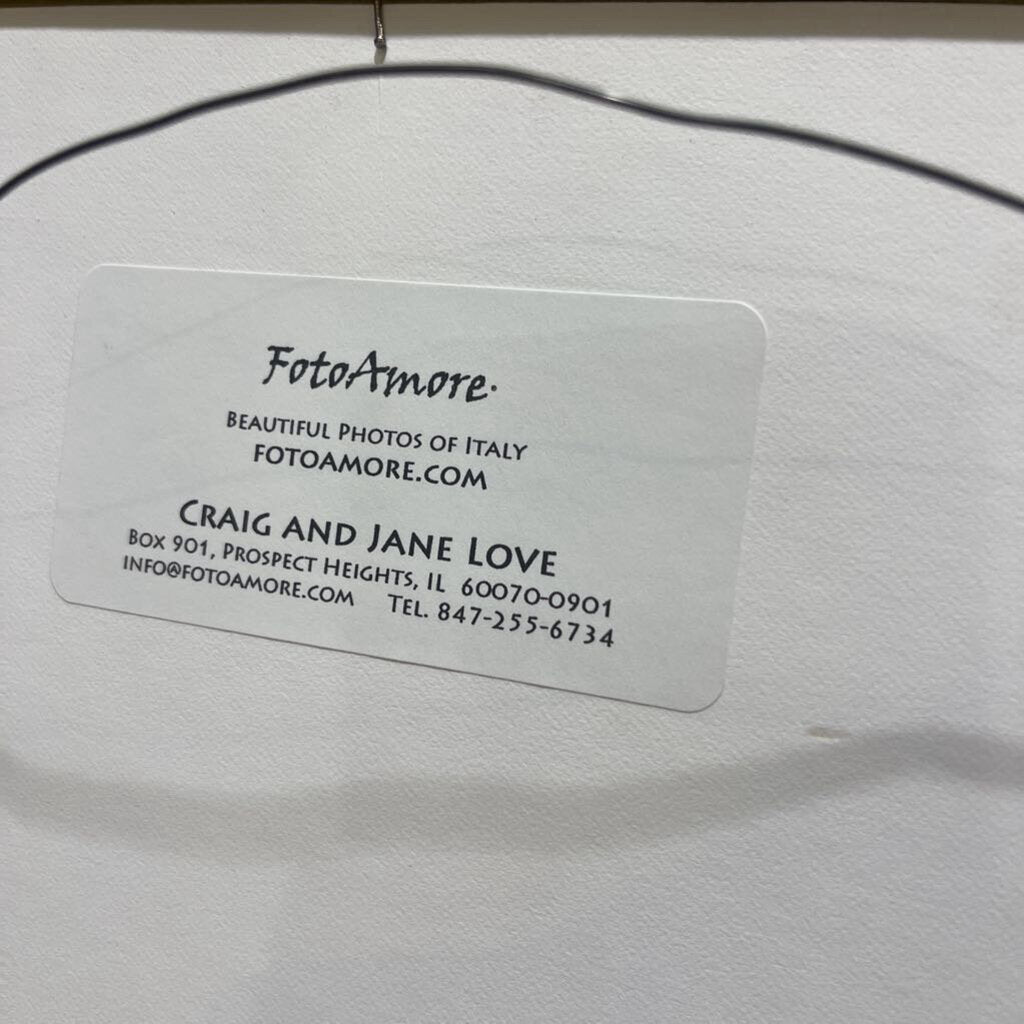 FotoAmore.
Beautiful Photos of Italy
fotoamore.com
Craig and Jane Love
Box 901, Prospect Heights, IL 60070-0901
info@fotoamore.com Tel. 847-255-6734